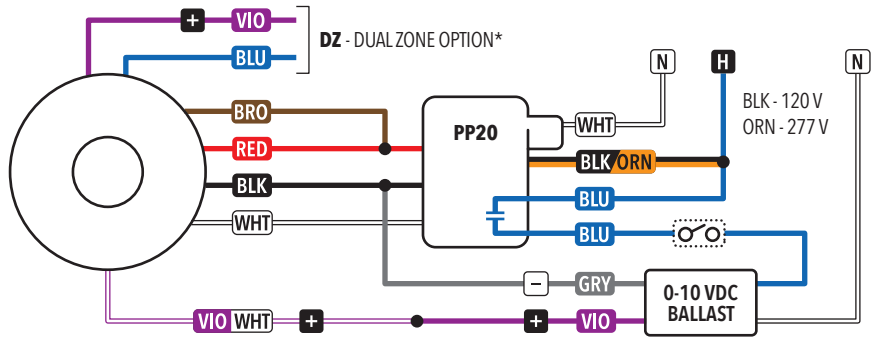 + VIO
DZ - DUAL ZONE OPTION*
BLU
N
H
N
BRO
BLK - 120 V
ORN - 277 V
PP20
WHT
RED
BLK/ORN
BLK
BLU
WHT
BLU
- GRY
0-10 VDC
BALLAST
VIO WHT + + VIO